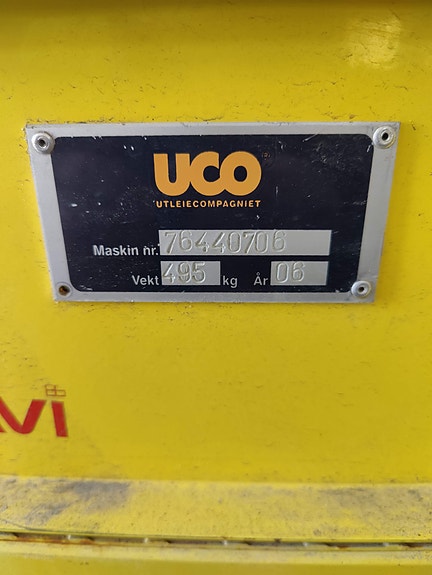 UCO
UTLEIECOMPAGNIET
Maskin nr. 76440706
Vekt 495 kg År 06